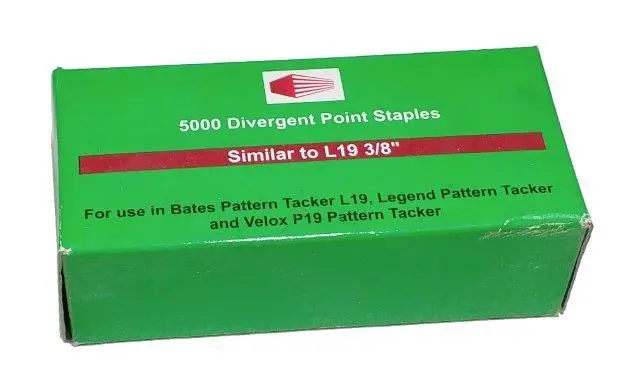 5000 Divergent Point Staples
Similar to L19 3/8"
For use in Bates Pattern Tacker L19, Legend Pattern Tacker
and Velox P19 Pattern Tacker